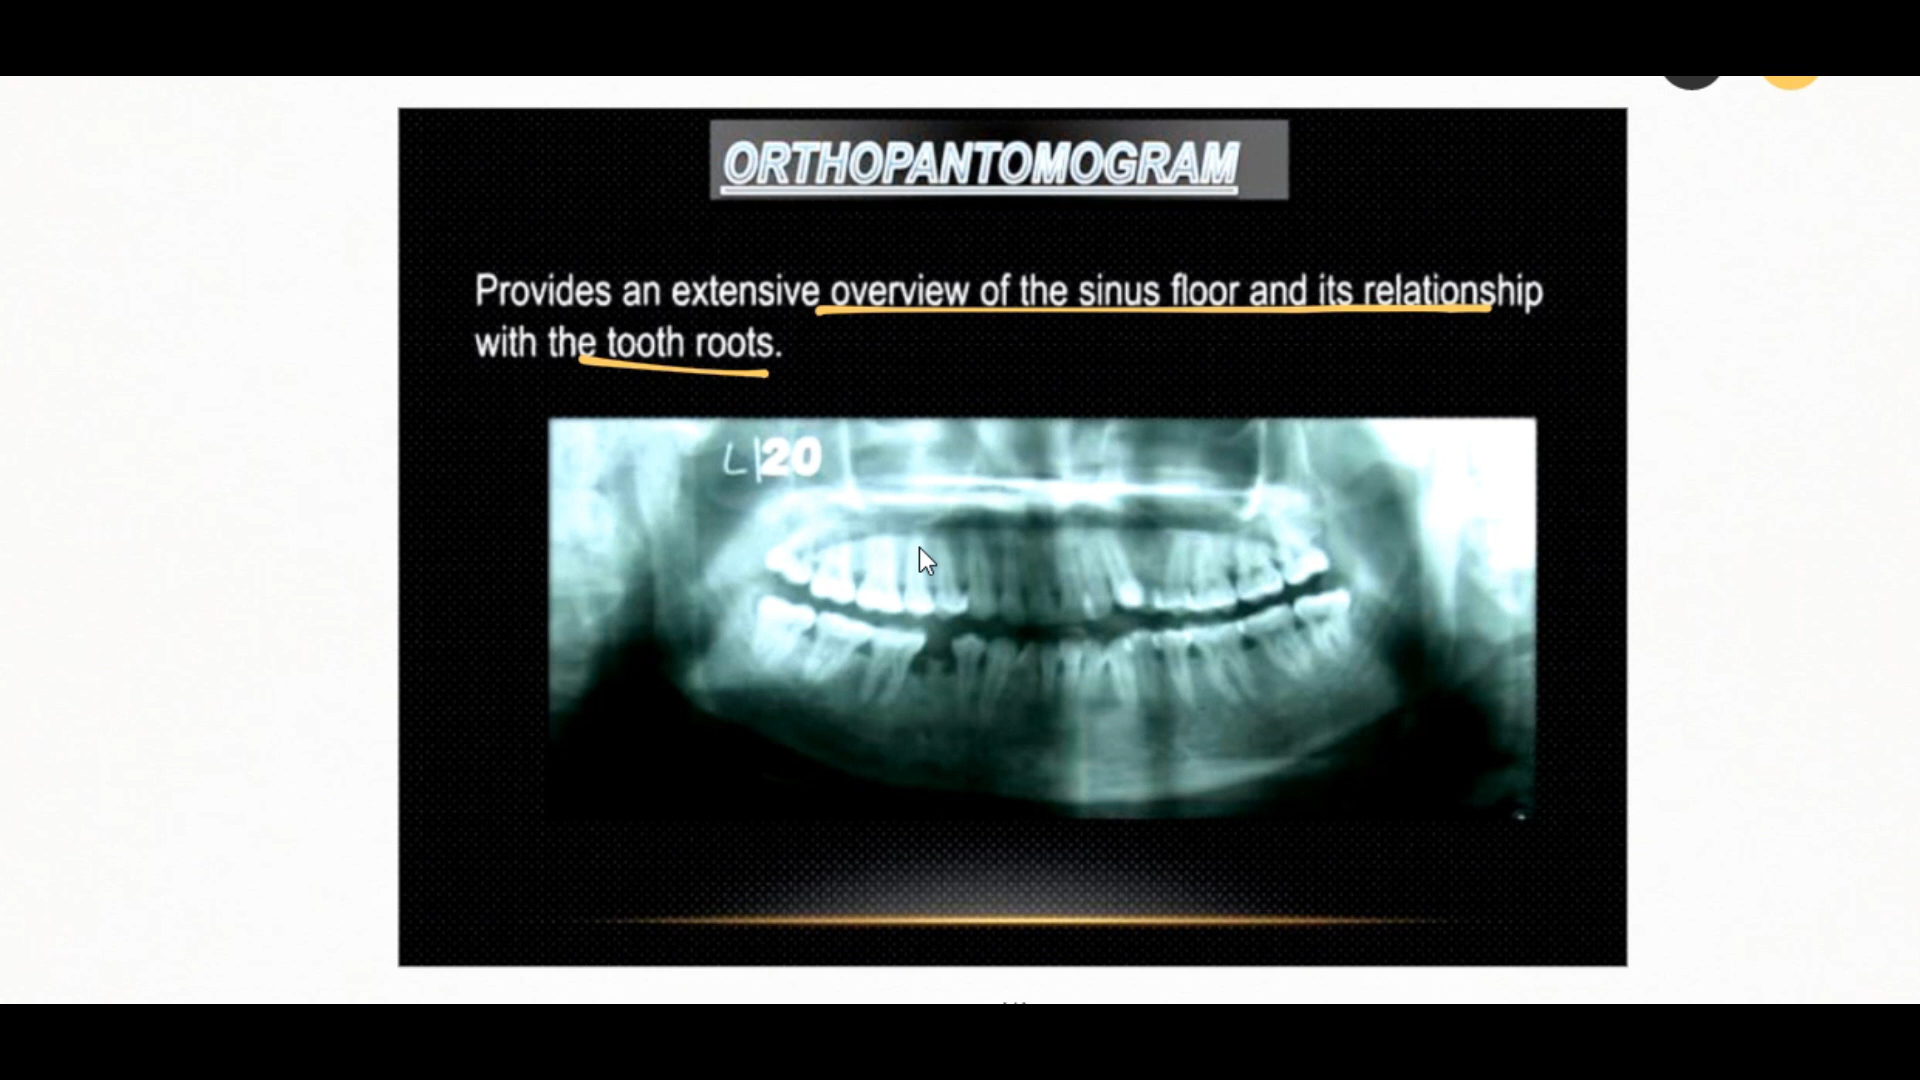 ORTHOPANTOMOGRAM
Provides an extensive overview of the sinus floor and its relationship
with the tooth roots.
L 20